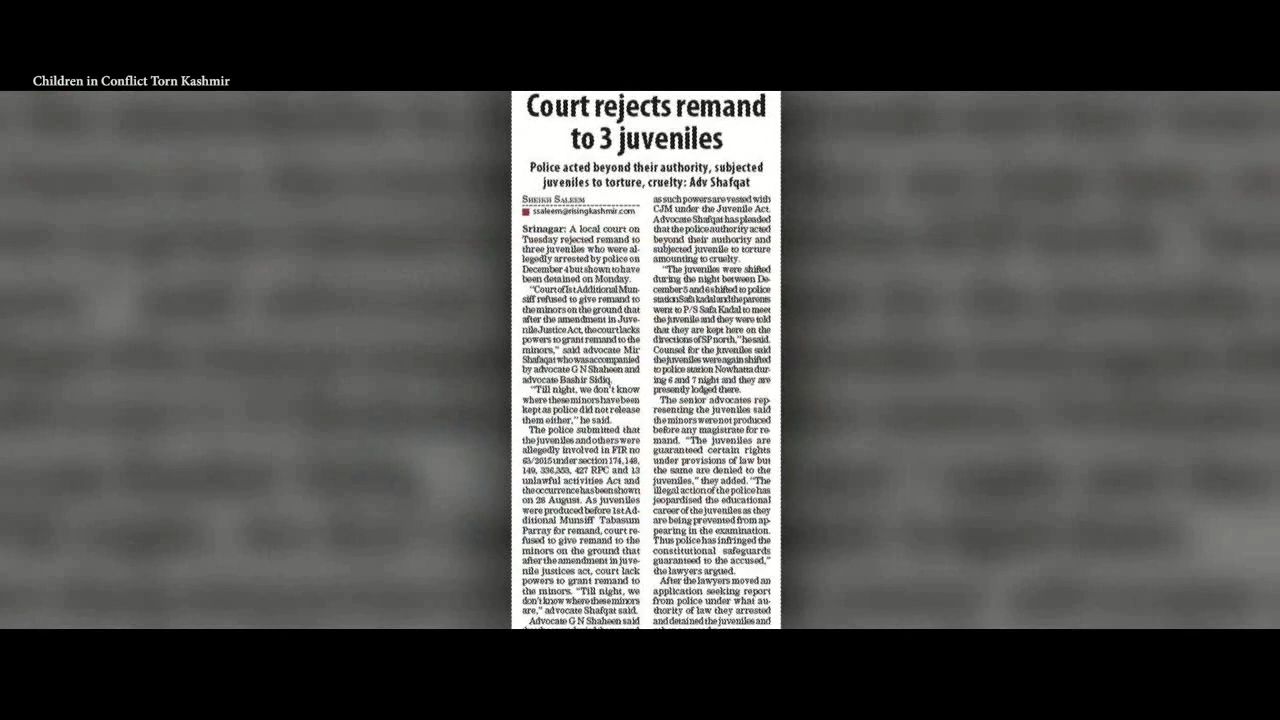 Children in Conflict Torn Kashmir
Court rejects remand
to 3 juveniles
Police acted beyond their authority, subjected
juveniles to torture, cruelty: Adv Shafqat
SHEIKH SALEEM
ssaleem@risingkashmir.com
Srinagar: A local court on
Tuesday rejected remand to
three juveniles who were al-
legedly arrested by police on
December 4 but shown to have
been detained on Monday.
"Court of 1st Additional Mun-
siff refused to give remand to
the minors on the ground that
after the amendment in Juve-
nile Justice Act, the court lacks
powers to grant remand to the
minors," said advocate Mir
Shafaqat who was accompanied
by advocate G N Shaheen and
advocate Bashir Sidiq.
"Till night, we don't know
where these minors have been
kept as police did not release
them either," he said.
The police submitted that
the juveniles and others were
allegedly involved in FIR no
63/2015 under section 174, 148,
149, 336,353, 427 RPC and 13
unlawful activities Act and
the occurrence has been shown
on 28 August. As juveniles
were produced before 1st Ad-
ditional Munsiff Tabasum
Parray for remand, court re-
fused to give remand to the
minors on the ground that
after the amendment in juve-
nile justices act, court lack
powers to grant remand to
the minors. "Till night, we
don't know where these minors
are," advocate Shafqat said.
Advocate G N Shaheen said
as such powers are vested with
CJM under the Juvenile Act.
Advocate Shafqat has pleaded
that the police authority acted
beyond their authority and
subjected juvenile to torture
amounting to cruelty.
"The juveniles were shifted
during the night between De-
cember 5 and 6 shifted to police
station Safa kadal and the parents
went to P/S Safa Kadal to meet
the juvenile and they were told
that they are kept here on the
directions of SP north," he said.
Counsel for the juveniles said
the juveniles were again shifted
to police station Nowhatta dur-
ing 6 and 7 night and they are
presently lodged there.
The senior advocates rep-
resenting the juveniles said
the minors were not produced
before any magistrate for re-
mand. "The juveniles are
guaranteed certain rights
under provisions of law but
the same are denied to the
juveniles," they added. "The
illegal action of the police has
jeopardised the educational
career of the juveniles as they
are being prevented from ap-
pearing in the examination.
Thus police has infringed the
constitutional safeguards
guaranteed to the accused,"
the lawyers argued.
After the lawyers moved an
application seeking report
from police under what au-
thority of law they arrested
and detained the juveniles and